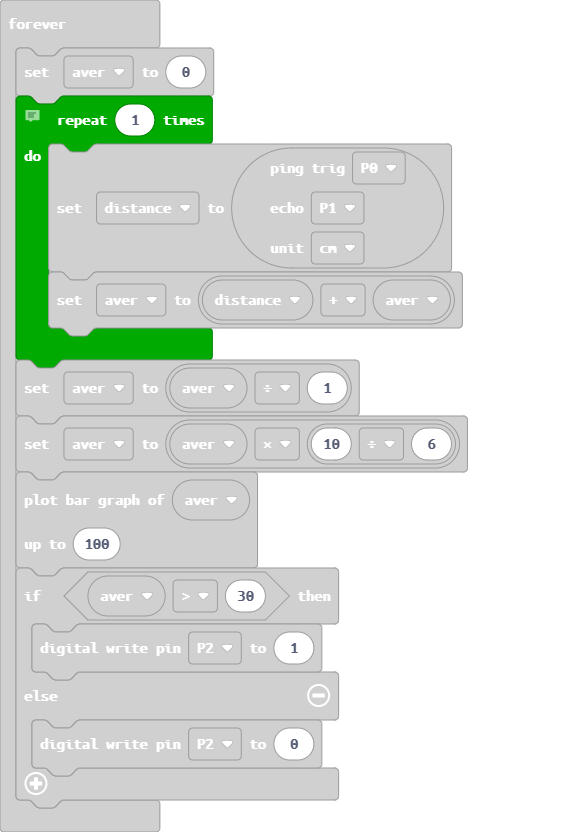 forever
set aver to 0
repeat 1 times
do
ping trig P0
set distance to echo P1
unit cm
set aver to distance + aver
set aver to aver ÷ 1
set aver to aver × 10 ÷ 6
plot bar graph of aver
up to 100
if aver > 30 then
digital write pin P2 to 1
else
digital write pin P2 to 0